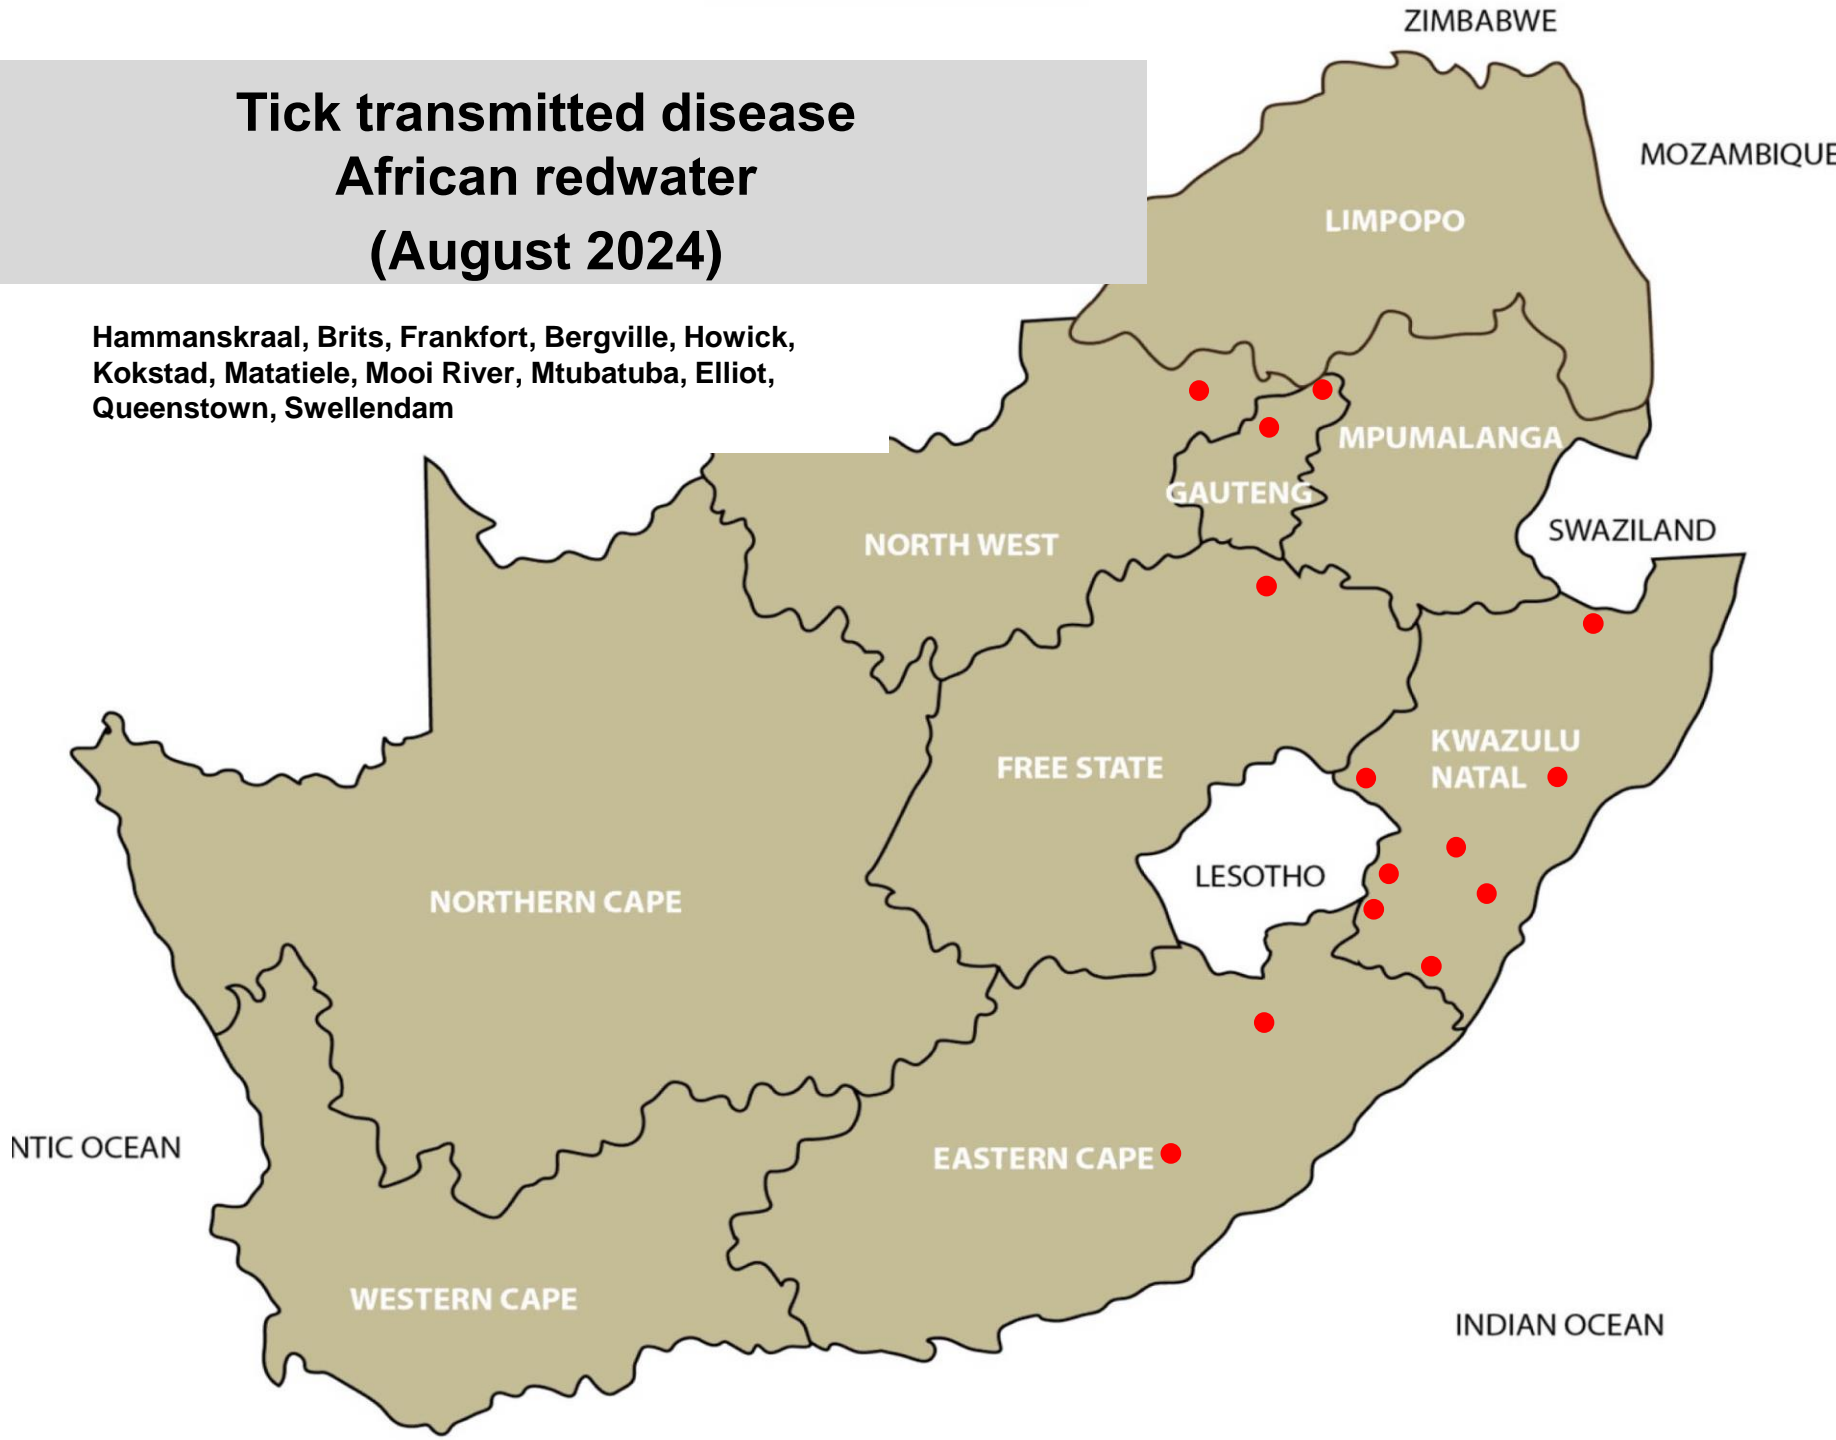 ZIMBABWE
Tick transmitted disease
African redwater
(August 2024)
MOZAMBIQUE
LIMPOPO
Hammanskraal, Brits, Frankfort, Bergville, Howick,
Kokstad, Matatiele, Mooi River, Mtubatuba, Elliot,
Queenstown, Swellendam
MPUMALANGA
GAUTENG
SWAZILAND
NORTH WEST
KWAZULU
NATAL
FREE STATE
LESOTHO
NORTHERN CAPE
NTIC OCEAN
EASTERN CAPE
WESTERN CAPE
INDIAN OCEAN